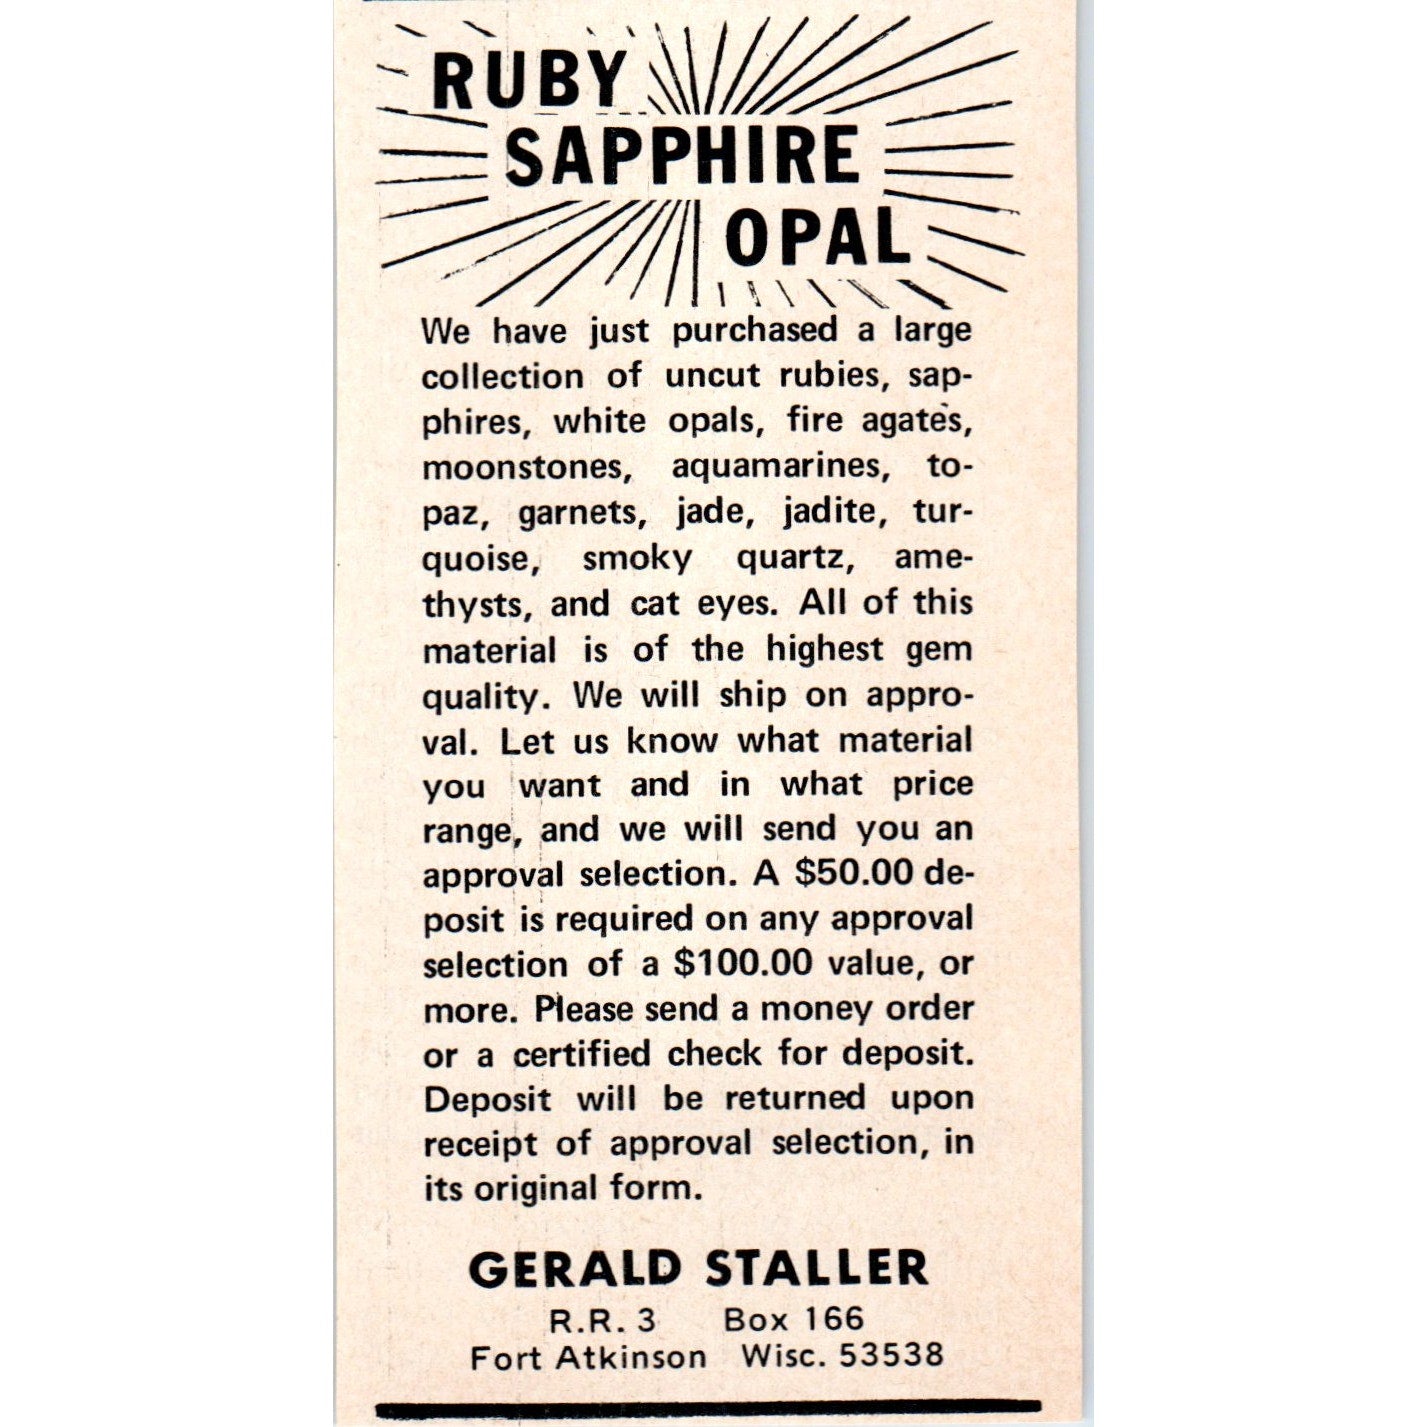 RUBY
SAPPHIRE
OPAL
We have just purchased a large
collection of uncut rubies, sap-
phires, white opals, fire agates,
moonstones, aquamarines, to-
paz, garnets, jade, jadite, tur-
quoise, smoky quartz, ame-
thysts, and cat eyes. All of this
material is of the highest gem
quality. We will ship on appro-
val. Let us know what material
you want and in what price
range, and we will send you an
approval selection. A $50.00 de-
posit is required on any approval
selection of a $100.00 value, or
more. Please send a money order
or a certified check for deposit.
Deposit will be returned upon
receipt of approval selection, in
its original form.
GERALD STALLER
R.R. 3 Box 166
Fort Atkinson Wisc. 53538